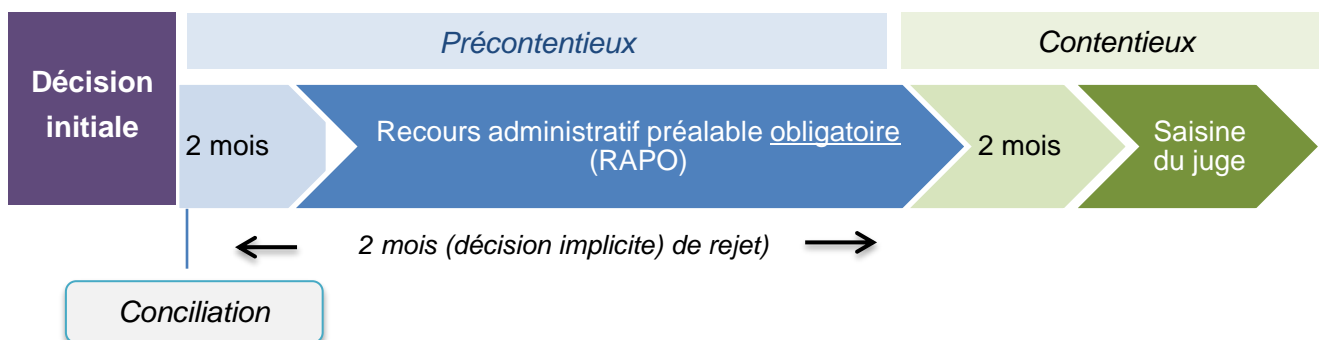 Précontentieux
Contentieux
Décision
initiale
2 mois
Recours administratif préalable obligatoire
(RAPO)
2 mois
Saisine
du juge
2 mois (décision implicite) de rejet)
Conciliation